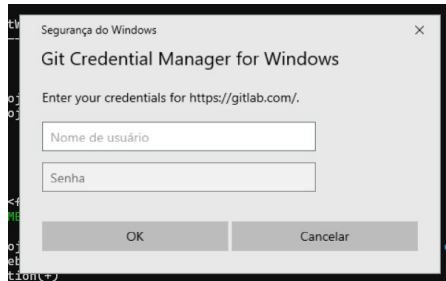 Segurança do Windows
Git Credential Manager for Windows
Enter your credentials for https://gitlab.com/.
Nome de usuário
Senha
OK
Cancelar
tion(+)